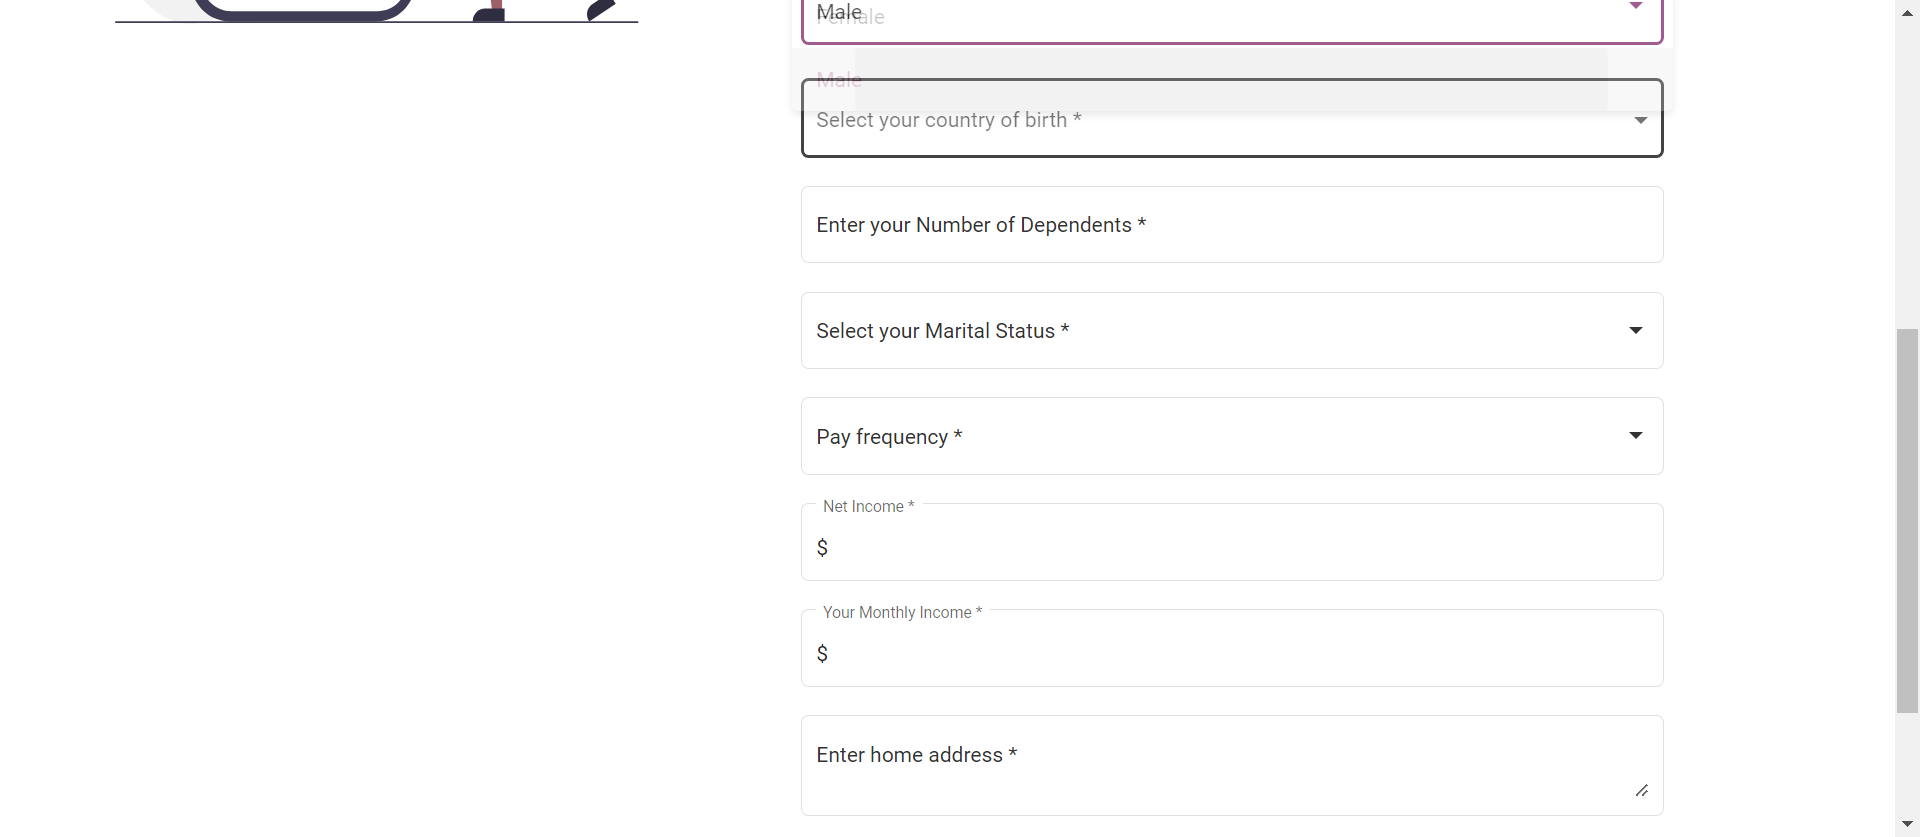 Male
Female
Male
Select your country of birth *
Enter your Number of Dependents *
Select your Marital Status *
Pay frequency *
Net Income *
$
Your Monthly Income *
$
Enter home address *